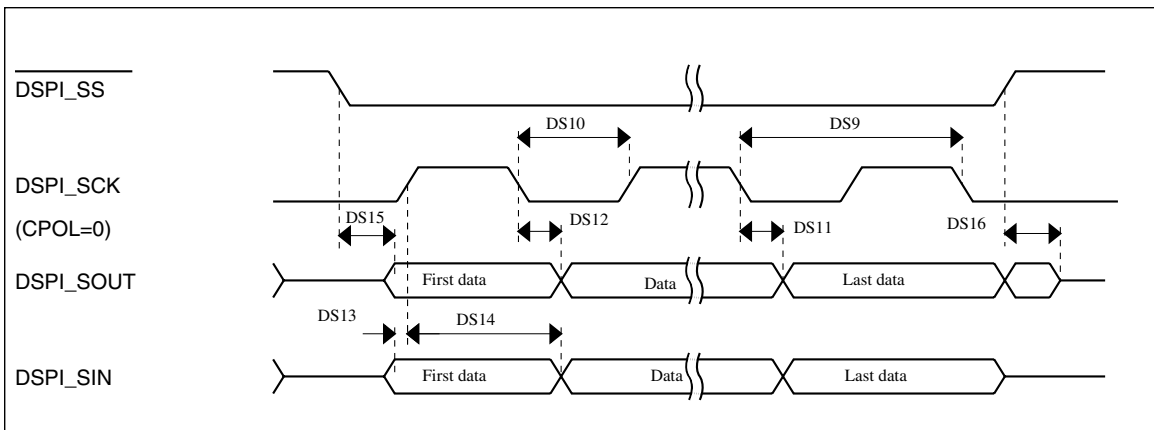 DSPI_SS
DS10
DS9
DSPI_SCK
(CPOL=0)
DS15
DS12
DS11
DS16
DSPI_SOUT
First data
Data
Last data
DS13
DS14
DSPI_SIN
First data
Data
Last data